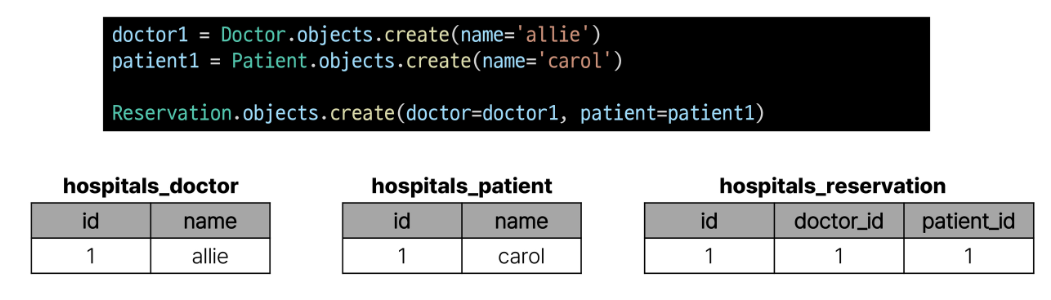 doctor1 = Doctor.objects.create(name='allie')
patient1 = Patient.objects.create(name='carol')
Reservation.objects.create(doctor=doctor1, patient=patient1)
hospitals_doctor
id name
1 allie
hospitals_patient
id name
1 carol
hospitals_reservation
id doctor_id patient_id
1 1 1